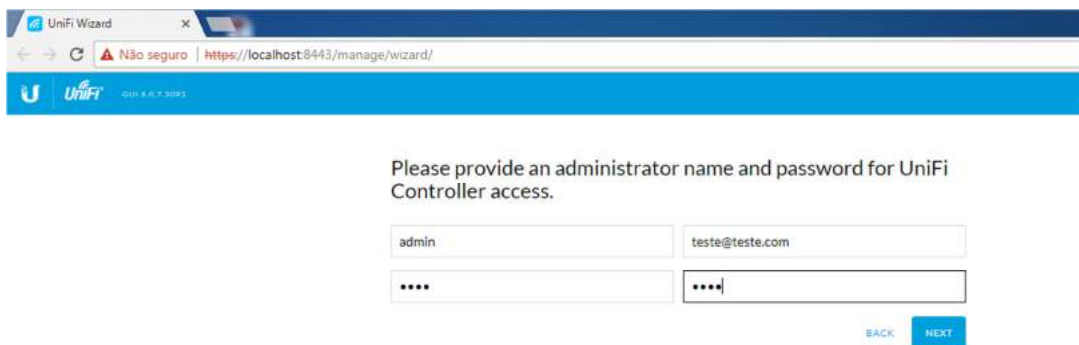 UniFi Wizard
Não seguro | https://localhost:8443/manage/wizard/
U UniFi
Please provide an administrator name and password for UniFi
Controller access.
admin teste@teste.com
•••• ••••
BACK NEXT